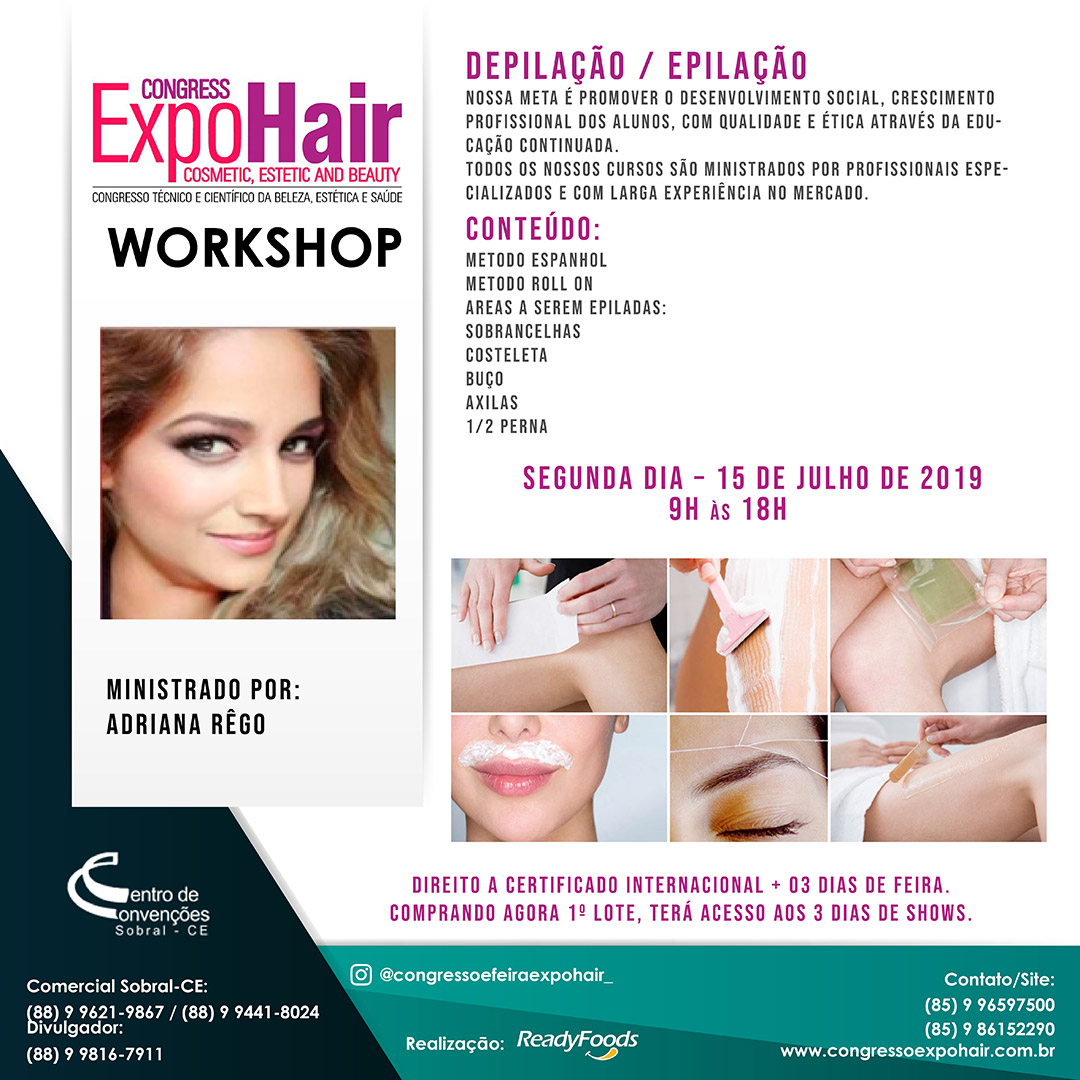 CONGRESS
ExpoHair
COSMETIC, ESTETIC AND BEAUTY
CONGRESSO TÉCNICO E CIENTÍFICO DA BELEZA, ESTÉTICA E SAÚDE
WORKSHOP
MINISTRADO POR:
ADRIANA RÊGO
DEPILAÇÃO / EPILAÇÃO
NOSSA META É PROMOVER O DESENVOLVIMENTO SOCIAL, CRESCIMENTO
PROFISSIONAL DOS ALUNOS, COM QUALIDADE E ÉTICA ATRAVÉS DA EDU-
CAÇÃO CONTINUADA.
TODOS OS NOSSOS CURSOS SÃO MINISTRADOS POR PROFISSIONAIS ESPE-
CIALIZADOS E COM LARGA EXPERIÊNCIA NO MERCADO.
CONTEÚDO:
METODO ESPANHOL
METODO ROLL ON
AREAS A SEREM EPILADAS:
SOBRANCELHAS
COSTELETA
BUÇO
AXILAS
1/2 PERNA
SEGUNDA DIA – 15 DE JULHO DE 2019
9H ÀS 18H
DIREITO A CERTIFICADO INTERNACIONAL + 03 DIAS DE FEIRA.
COMPRANDO AGORA 1º LOTE, TERÁ ACESSO AOS 3 DIAS DE SHOWS.
Centro de
Convenções
Sobral - CE
Comercial Sobral-CE:
(88) 9 9621-9867 / (88) 9 9441-8024
Divulgador:
(88) 9 9816-7911
@congressoefeiraexpohair_
Realização: ReadyFoods
Contato/Site:
(85) 9 96597500
(85) 9 86152290
www.congressoexpohair.com.br